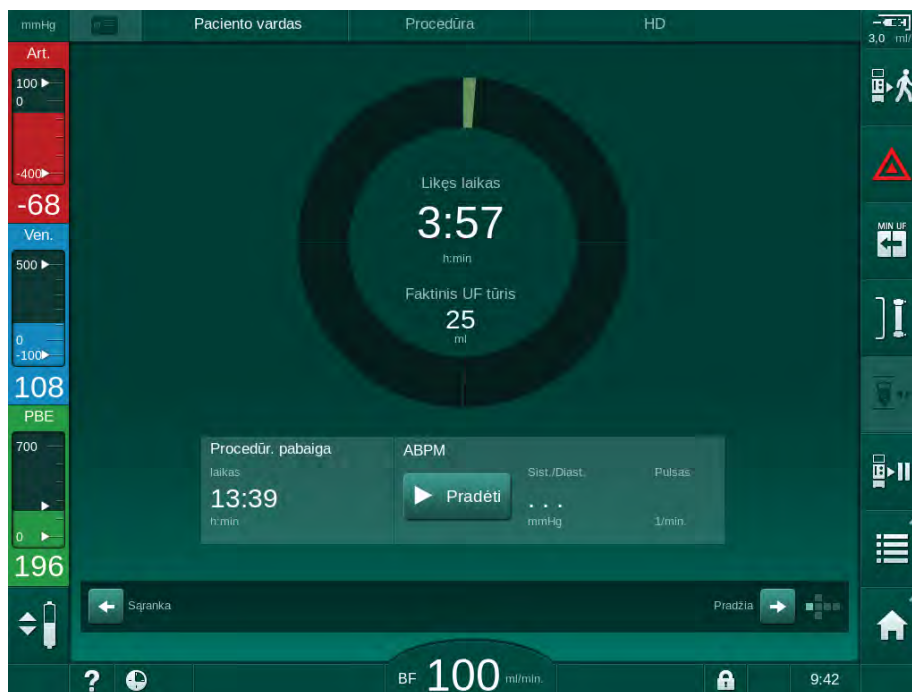 mmHg
Paciento vardas
Procedūra
HD
3,0 ml/
Art.
100
0
-400
-68
Ven.
500
0
-100
108
PBE
700
0
196
Likęs laikas
3:57
h:min
Faktinis UF tūris
25
ml
MIN UF
Procedūr. pabaiga
laikas
13:39
h:min
ABPM
Pradėti
Sist./Diast.
. . .
mmHg
Pulsas
1/min.
Sąranka
Pradžia
?
BF 100 ml/min.
9:42